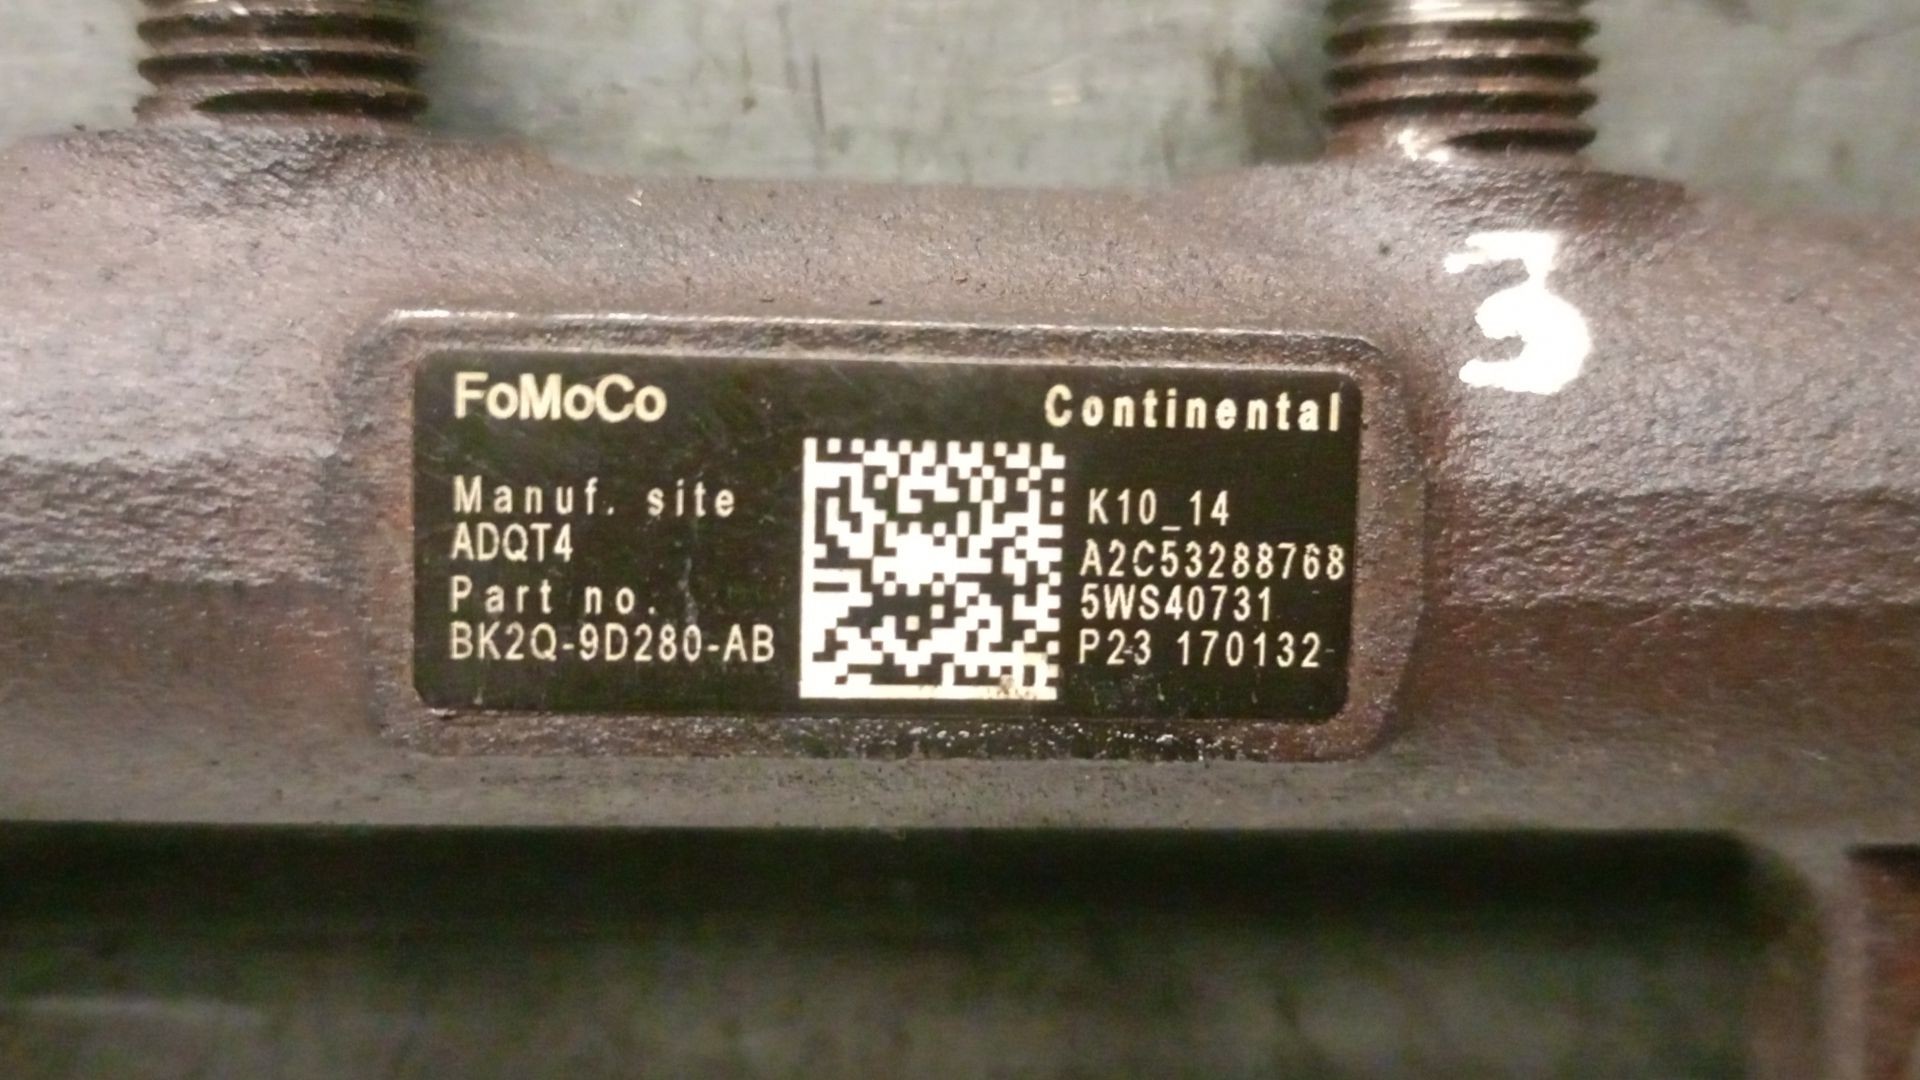 3
FoMoCo
Continental
Manuf. site
ADQT4
Part no.
BK2Q-9D280-AB
K10_14
A2C53288768
5WS40731
P23 170132